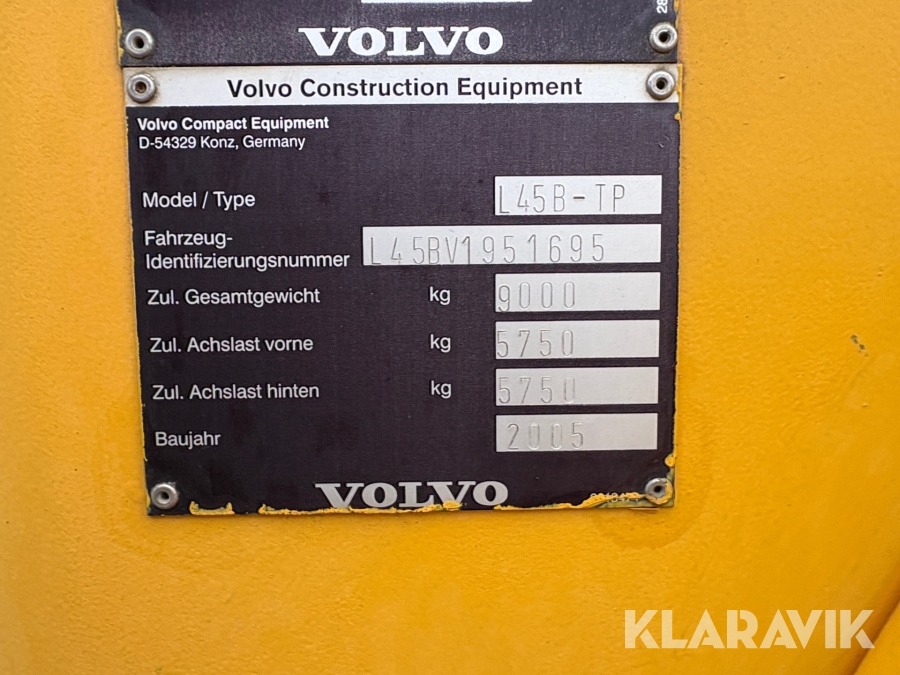 28
VOLVO
Volvo Construction Equipment
Volvo Compact Equipment
D-54329 Konz, Germany
Model / Type L45B-TP
Fahrzeug-
Identifizierungsnummer L45BV1951695
Zul. Gesamtgewicht kg 9000
Zul. Achslast vorne kg 5750
Zul. Achslast hinten kg 5750
Baujahr 2005
VOLVO
KLARAVIK